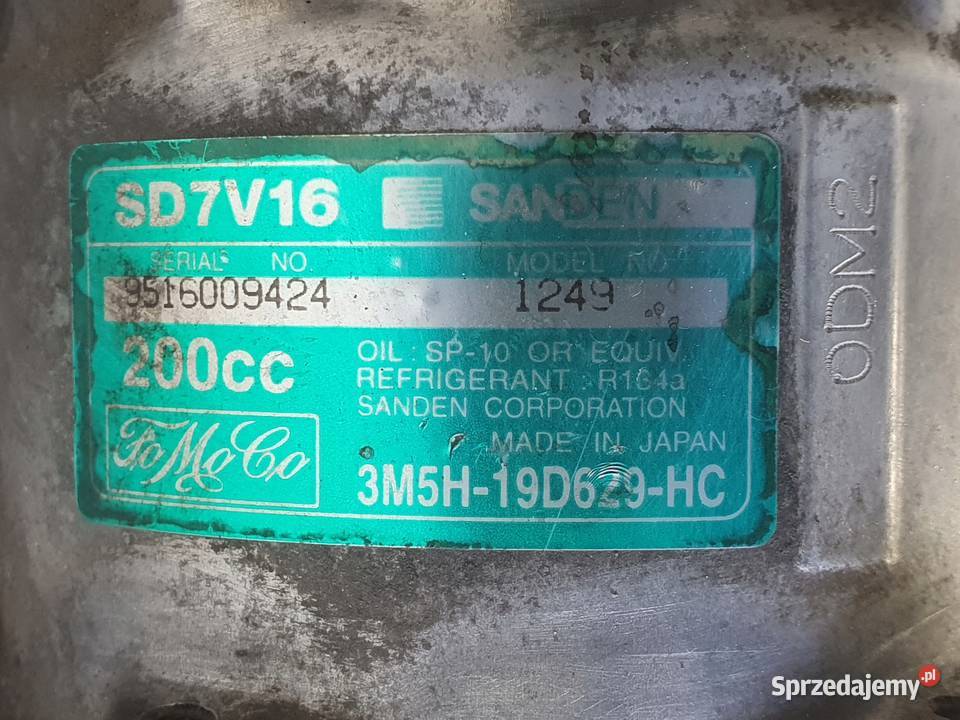 SD7V16 SANDEN
SERIAL NO. MODEL NO.
9516009424 1249
200cc
OIL : SP-10 OR EQUIV.
REFRIGERANT : R134a
SANDEN CORPORATION
MADE IN JAPAN
FoMoCo
3M5H-19D629-HC
ODM2
Sprzedajemy.pl